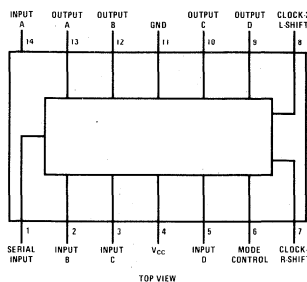 INPUT A
OUTPUT A
OUTPUT B
GND
OUTPUT C
OUTPUT D
CLOCK-2 L-SHIFT
14
13
12
11
10
9
8
1
2
3
4
5
6
7
SERIAL INPUT
INPUT B
INPUT C
VCC
INPUT D
MODE CONTROL
CLOCK- R-SHIFT
TOP VIEW